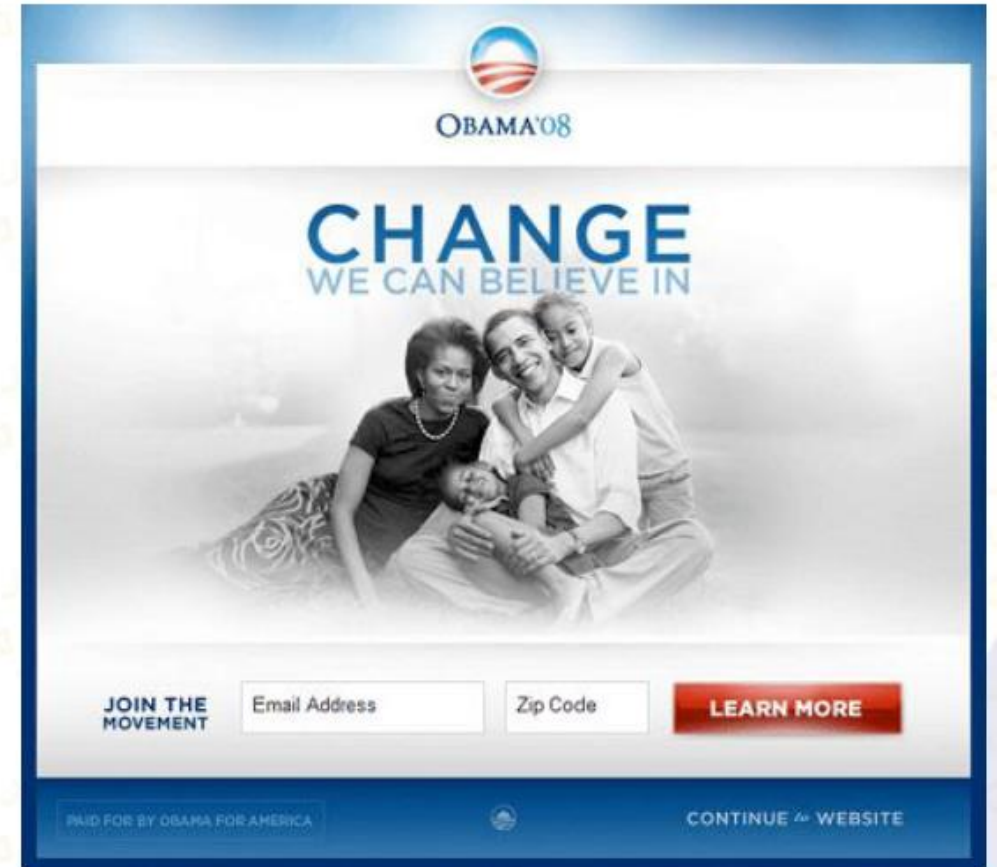 OBAMA'08
CHANGE
WE CAN BELIEVE IN
JOIN THE
MOVEMENT
Email Address
Zip Code
LEARN MORE
PAID FOR BY OBAMA FOR AMERICA
CONTINUE to WEBSITE